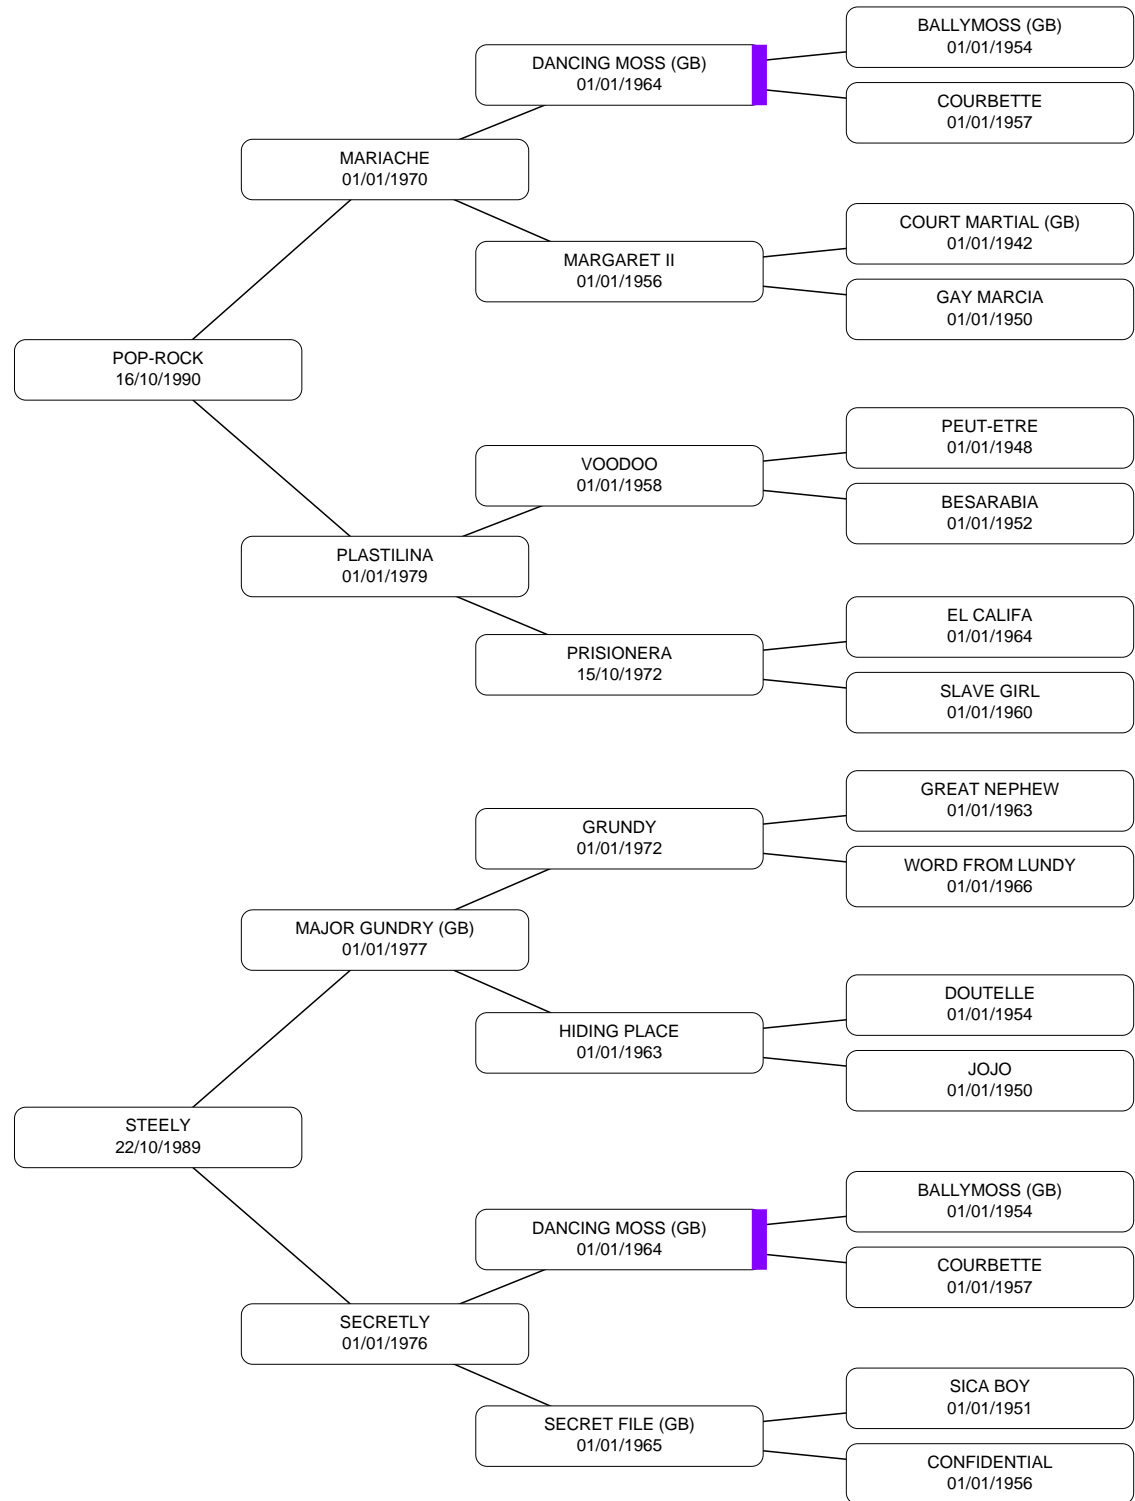 BALLYMOSS (GB)
01/01/1954
DANCING MOSS (GB)
01/01/1964
COURBETTE
01/01/1957
MARIACHE
01/01/1970
COURT MARTIAL (GB)
01/01/1942
MARGARET II
01/01/1956
GAY MARCIA
01/01/1950
POP-ROCK
16/10/1990
PEUT-ETRE
01/01/1948
VOODOO
01/01/1958
BESARABIA
01/01/1952
PLASTILINA
01/01/1979
EL CALIFA
01/01/1964
PRISIONERA
15/10/1972
SLAVE GIRL
01/01/1960
GREAT NEPHEW
01/01/1963
GRUNDY
01/01/1972
WORD FROM LUNDY
01/01/1966
MAJOR GUNDRY (GB)
01/01/1977
DOUTELLE
01/01/1954
HIDING PLACE
01/01/1963
JOJO
01/01/1950
STEELY
22/10/1989
BALLYMOSS (GB)
01/01/1954
DANCING MOSS (GB)
01/01/1964
COURBETTE
01/01/1957
SECRETLY
01/01/1976
SICA BOY
01/01/1951
SECRET FILE (GB)
01/01/1965
CONFIDENTIAL
01/01/1956